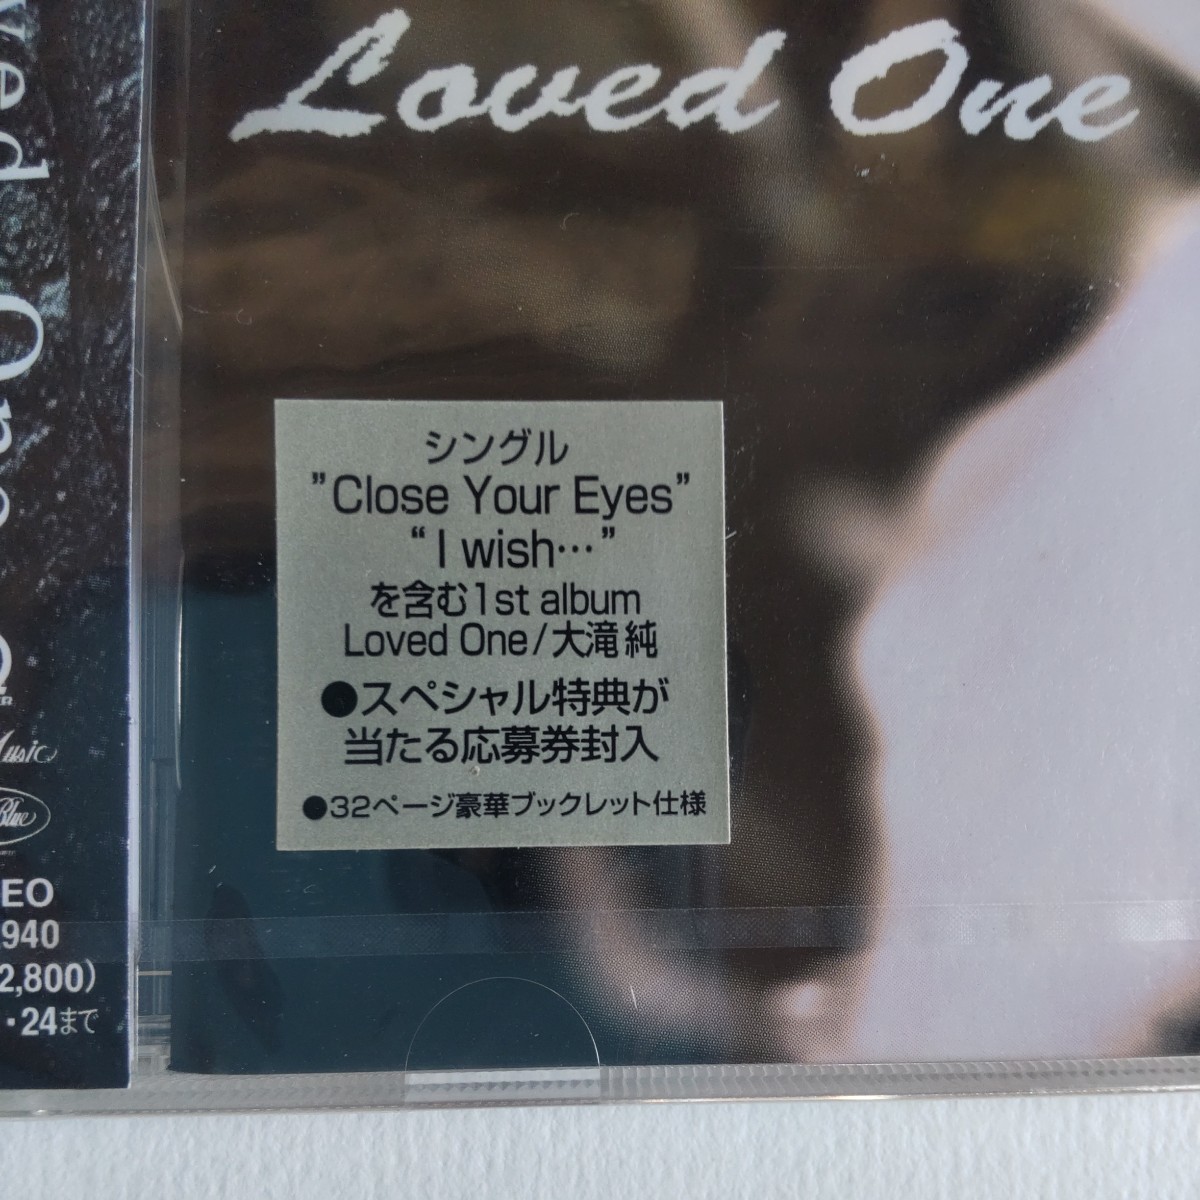 Loved One
シングル
”Close Your Eyes”
“I wish…”
を含む1st album
Loved One/大滝 純
●スペシャル特典が
当たる応募券封入
●32ページ豪華ブックレット仕様
One
Music
Blue
EO
940
2,800)
・24まで